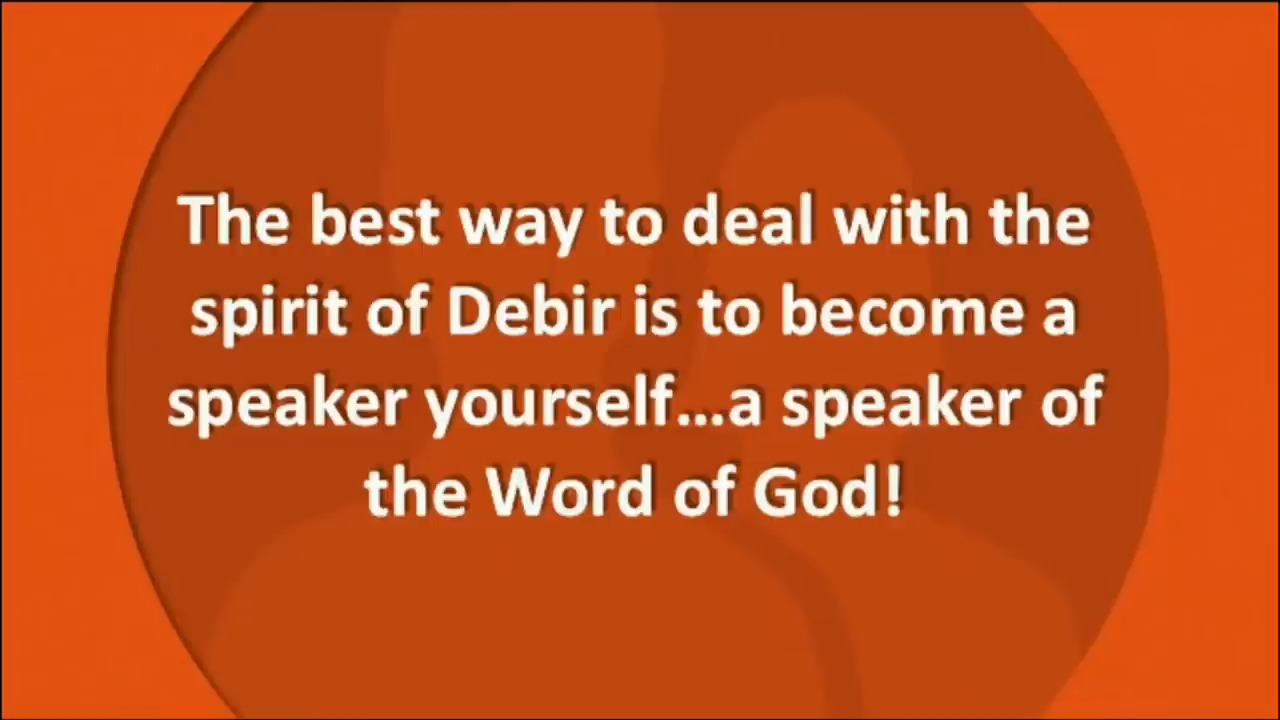 The best way to deal with the
spirit of Debir is to become a
speaker yourself...a speaker of
the Word of God!